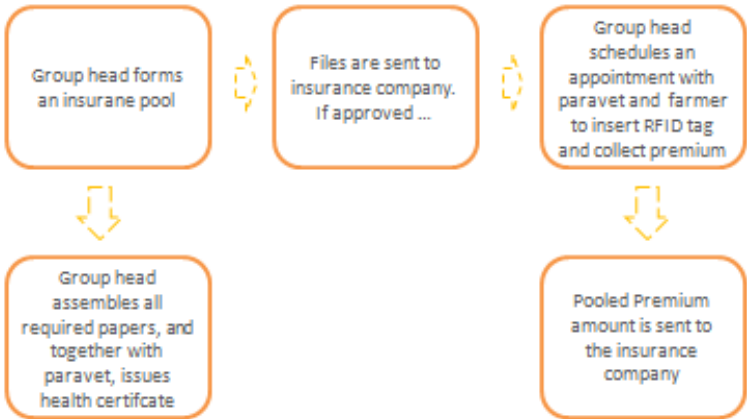 Group head forms
an insurane pool
Files are sent to
insurance company.
If approved ...
Group head
schedules an
appointment with
paravet and farmer
to insert RFID tag
and collect premium
Group head
assembles all
required papers, and
together with
paravet, issues
health certifcate
Pooled Premium
amount is sent to
the insurance
company